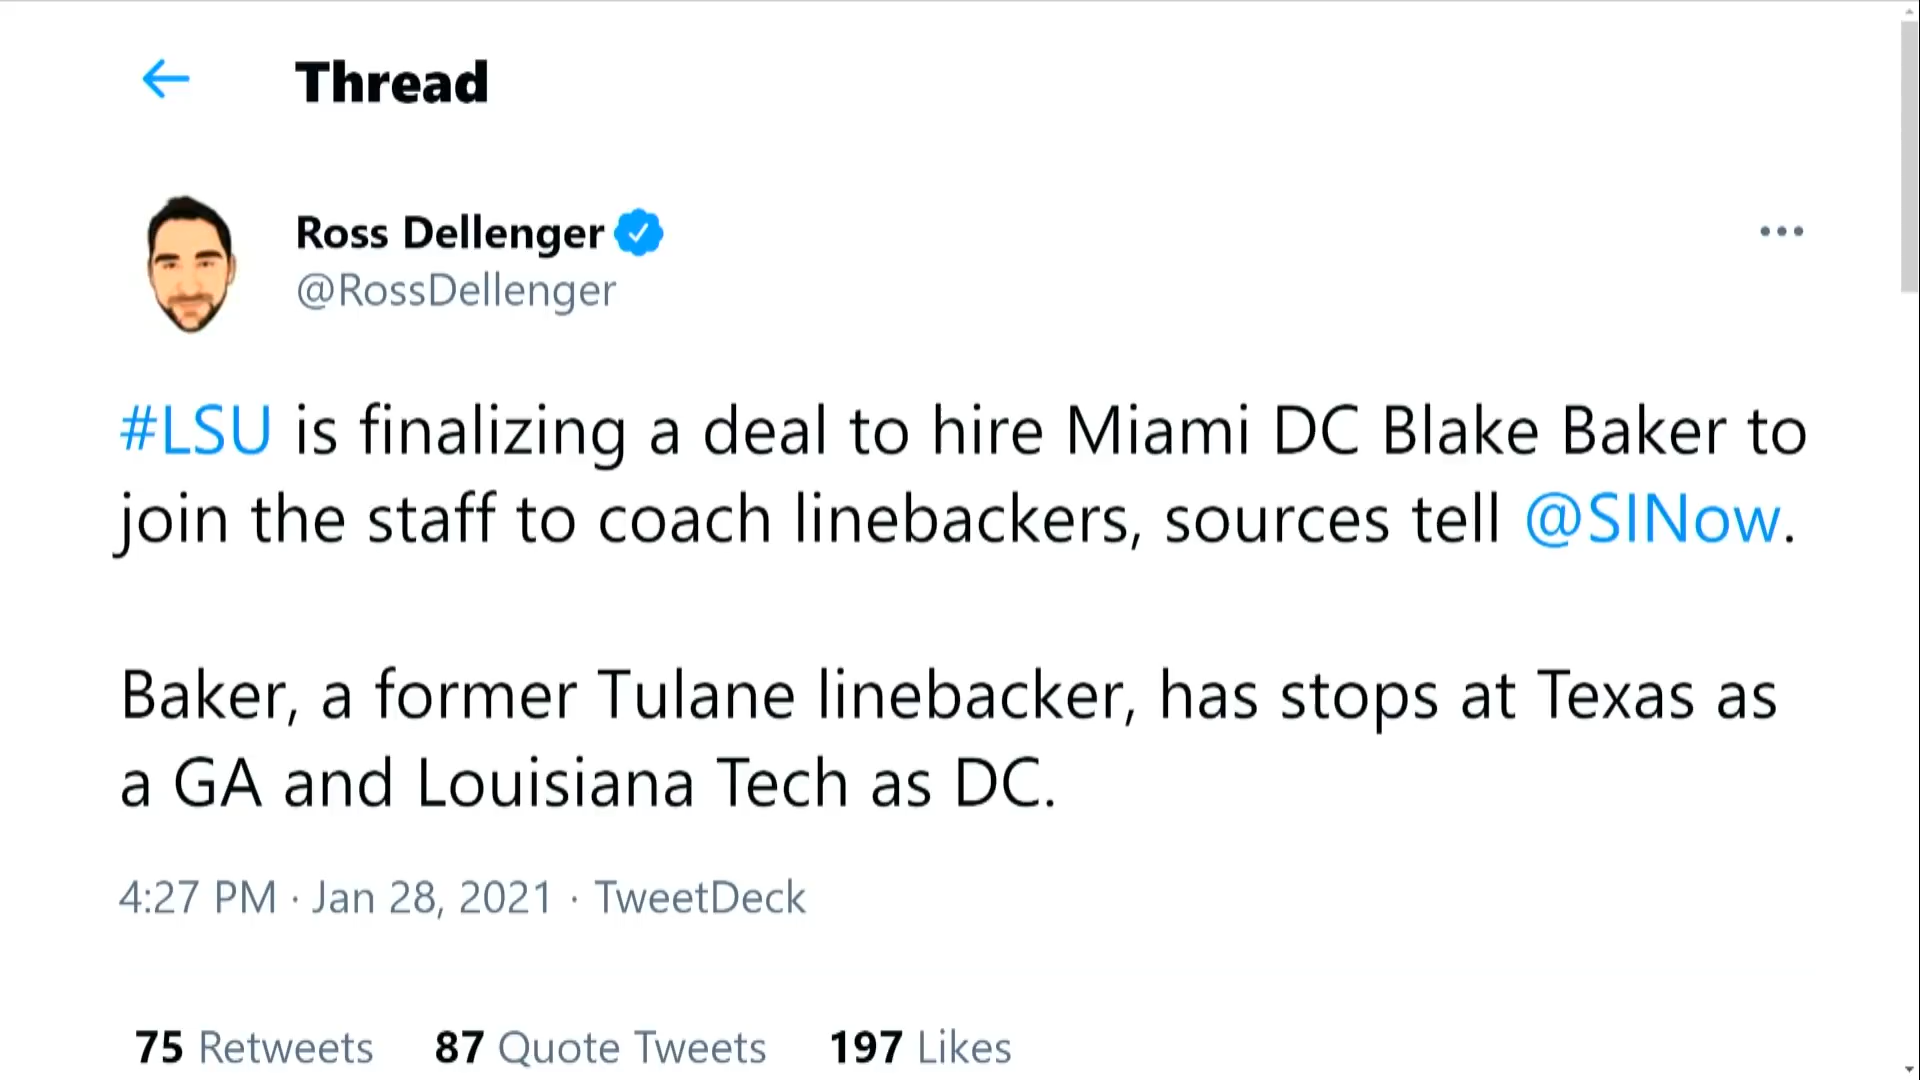 Thread
Ross Dellenger
@RossDellenger
#LSU is finalizing a deal to hire Miami DC Blake Baker to
join the staff to coach linebackers, sources tell @SINow.
Baker, a former Tulane linebacker, has stops at Texas as
a GA and Louisiana Tech as DC.
4:27 PM · Jan 28, 2021 · TweetDeck
75 Retweets 87 Quote Tweets 197 Likes